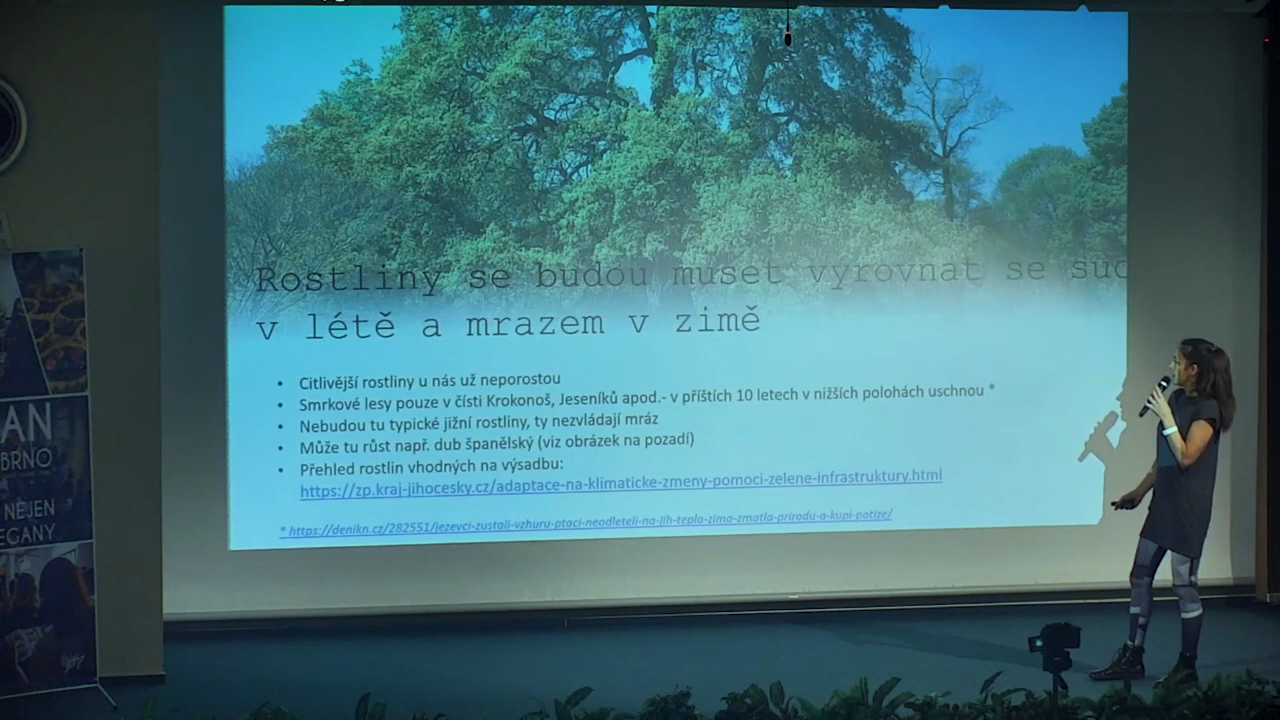 Rostliny se budou muset vyrovnat se suc
v létě a mrazem v zimě
• Citlivější rostliny u nás už neporostou
• Smrkové lesy pouze v čísti Krokonoš, Jeseníků apod.- v příštích 10 letech v nižších polohách uschnou *
• Nebudou tu typické jižní rostliny, ty nezvládají mráz
• Může tu růst např. dub španělský (viz obrázek na pozadí)
• Přehled rostlin vhodných na výsadbu:
https://zp.kraj-jihocesky.cz/adaptace-na-klimaticke-zmeny-pomoci-zelene-infrastruktury.html
* https://denikn.cz/282551/jezevci-zustali-vzhuru-ptaci-neodleteli-na-jih-tepla-zima-zmatla-prirodu-a-kupi-potize/
AN
BRNO
NEJEN
EGANY